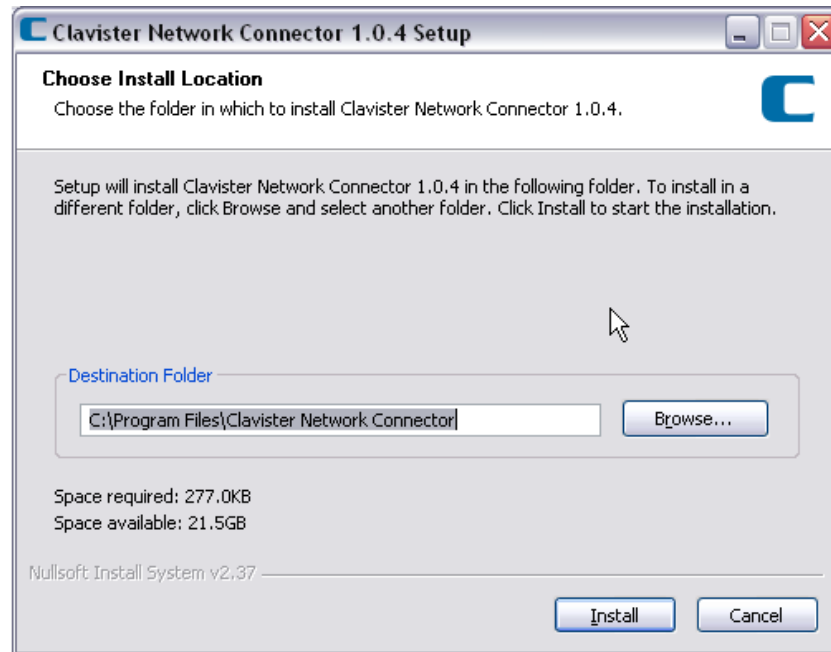 Clavister Network Connector 1.0.4 Setup
Choose Install Location
Choose the folder in which to install Clavister Network Connector 1.0.4.
Setup will install Clavister Network Connector 1.0.4 in the following folder. To install in a
different folder, click Browse and select another folder. Click Install to start the installation.
Destination Folder
C:\Program Files\Clavister Network Connector
Browse...
Space required: 277.0KB
Space available: 21.5GB
Nullsoft Install System v2.37
Install Cancel